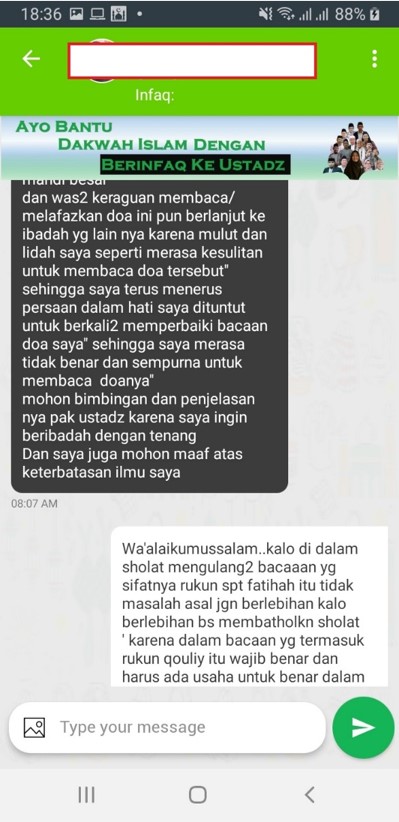 18:36
88%
Infaq:
AYO BANTU
DAKWAH ISLAM DENGAN
BERINFAQ KE USTADZ
mandi besar
dan was2 keraguan membaca/
melafazkan doa ini pun berlanjut ke
ibadah yg lain nya karena mulut dan
lidah saya seperti merasa kesulitan
untuk membaca doa tersebut"
sehingga saya terus menerus
persaan dalam hati saya dituntut
untuk berkali2 memperbaiki bacaan
doa saya" sehingga saya merasa
tidak benar dan sempurna untuk
membaca  doanya"
mohon bimbingan dan penjelasan
nya pak ustadz karena saya ingin
beribadah dengan tenang
Dan saya juga mohon maaf atas
keterbatasan ilmu saya
08:07 AM
Wa'alaikumussalam..kalo di dalam
sholat mengulang2 bacaaan yg
sifatnya rukun spt fatihah itu tidak
masalah asal jgn berlebihan kalo
berlebihan bs membatholkn sholat
' karena dalam bacaan yg termasuk
rukun qouliy itu wajib benar dan
harus ada usaha untuk benar dalam
Type your message